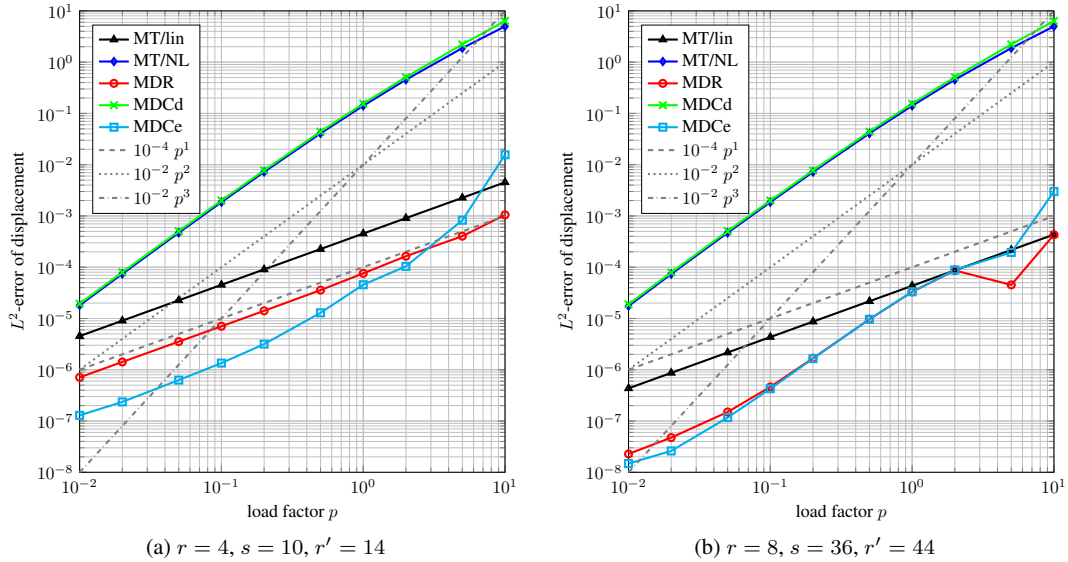 10^1
10^0
10^{-1}
10^{-2}
10^{-3}
10^{-4}
10^{-5}
10^{-6}
10^{-7}
10^{-8}
L^2-error of displacement
MT/lin
MT/NL
MDR
MDCd
MDCe
10^{-4} p^1
10^{-2} p^2
10^{-2} p^3
10^{-2} 10^{-1} 10^0 10^1
load factor p
(a) r = 4, s = 10, r′ = 14
10^1
10^0
10^{-1}
10^{-2}
10^{-3}
10^{-4}
10^{-5}
10^{-6}
10^{-7}
10^{-8}
L^2-error of displacement
MT/lin
MT/NL
MDR
MDCd
MDCe
10^{-4} p^1
10^{-2} p^2
10^{-2} p^3
10^{-2} 10^{-1} 10^0 10^1
load factor p
(b) r = 8, s = 36, r′ = 44